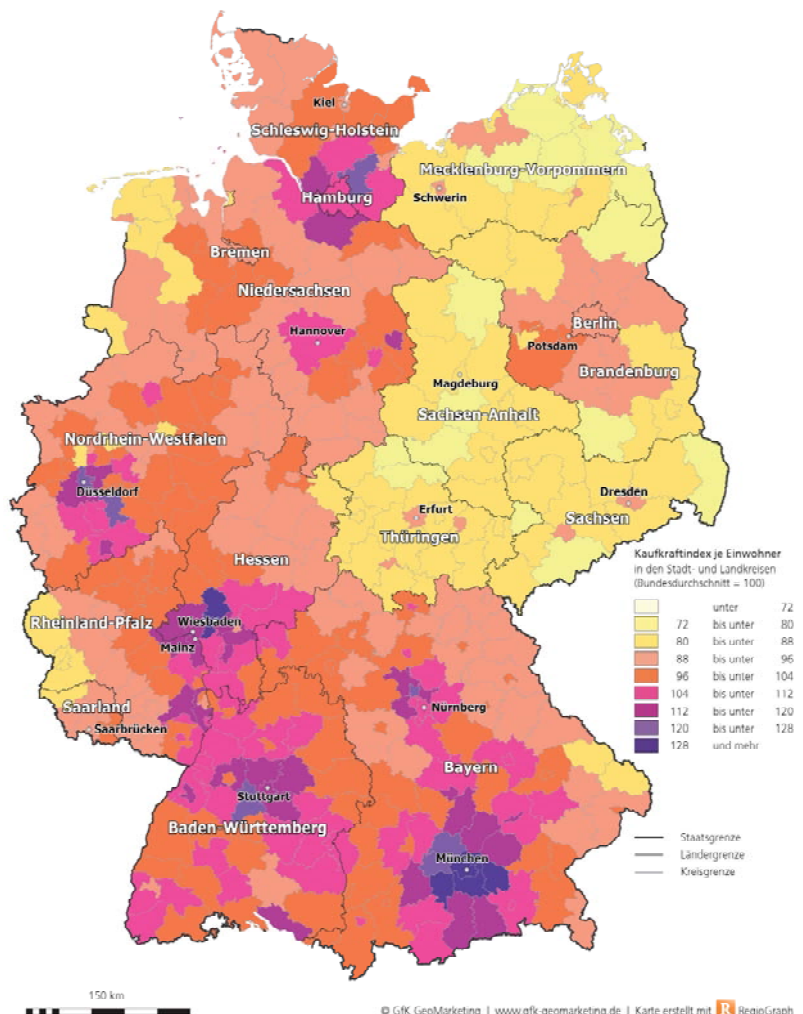 Kiel
Schleswig-Holstein
Mecklenburg-Vorpommern
Hamburg
Schwerin
Bremen
Niedersachsen
Berlin
Hannover
Potsdam
Brandenburg
Magdeburg
Sachsen-Anhalt
Nordrhein-Westfalen
Düsseldorf
Dresden
Erfurt
Sachsen
Thüringen
Hessen
Kaufkraftindex je Einwohner
in den Stadt- und Landkreisen
(Bundesdurchschnitt = 100)
unter 72
72 bis unter 80
80 bis unter 88
88 bis unter 96
96 bis unter 104
104 bis unter 112
112 bis unter 120
120 bis unter 128
128 und mehr
Rheinland-Pfalz
Wiesbaden
Mainz
Saarland
Saarbrücken
Nürnberg
Bayern
Stuttgart
Baden-Württemberg
München
Staatsgrenze
Ländergrenze
Kreisgrenze
150 km
© GfK GeoMarketing | www.gfk-geomarketing.de | Karte erstellt mit R RegioGraph